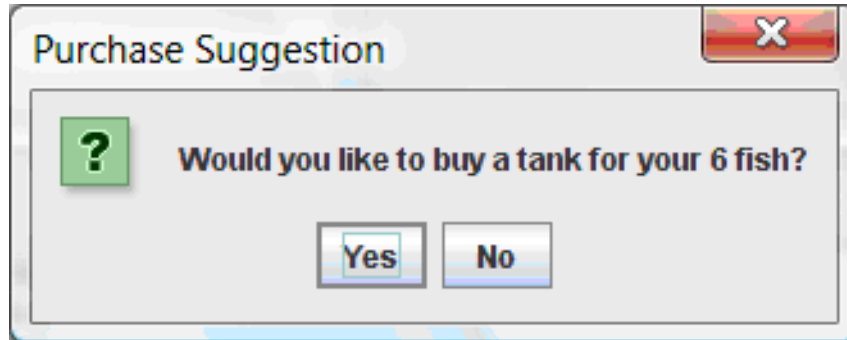 Purchase Suggestion
Would you like to buy a tank for your 6 fish?
Yes No